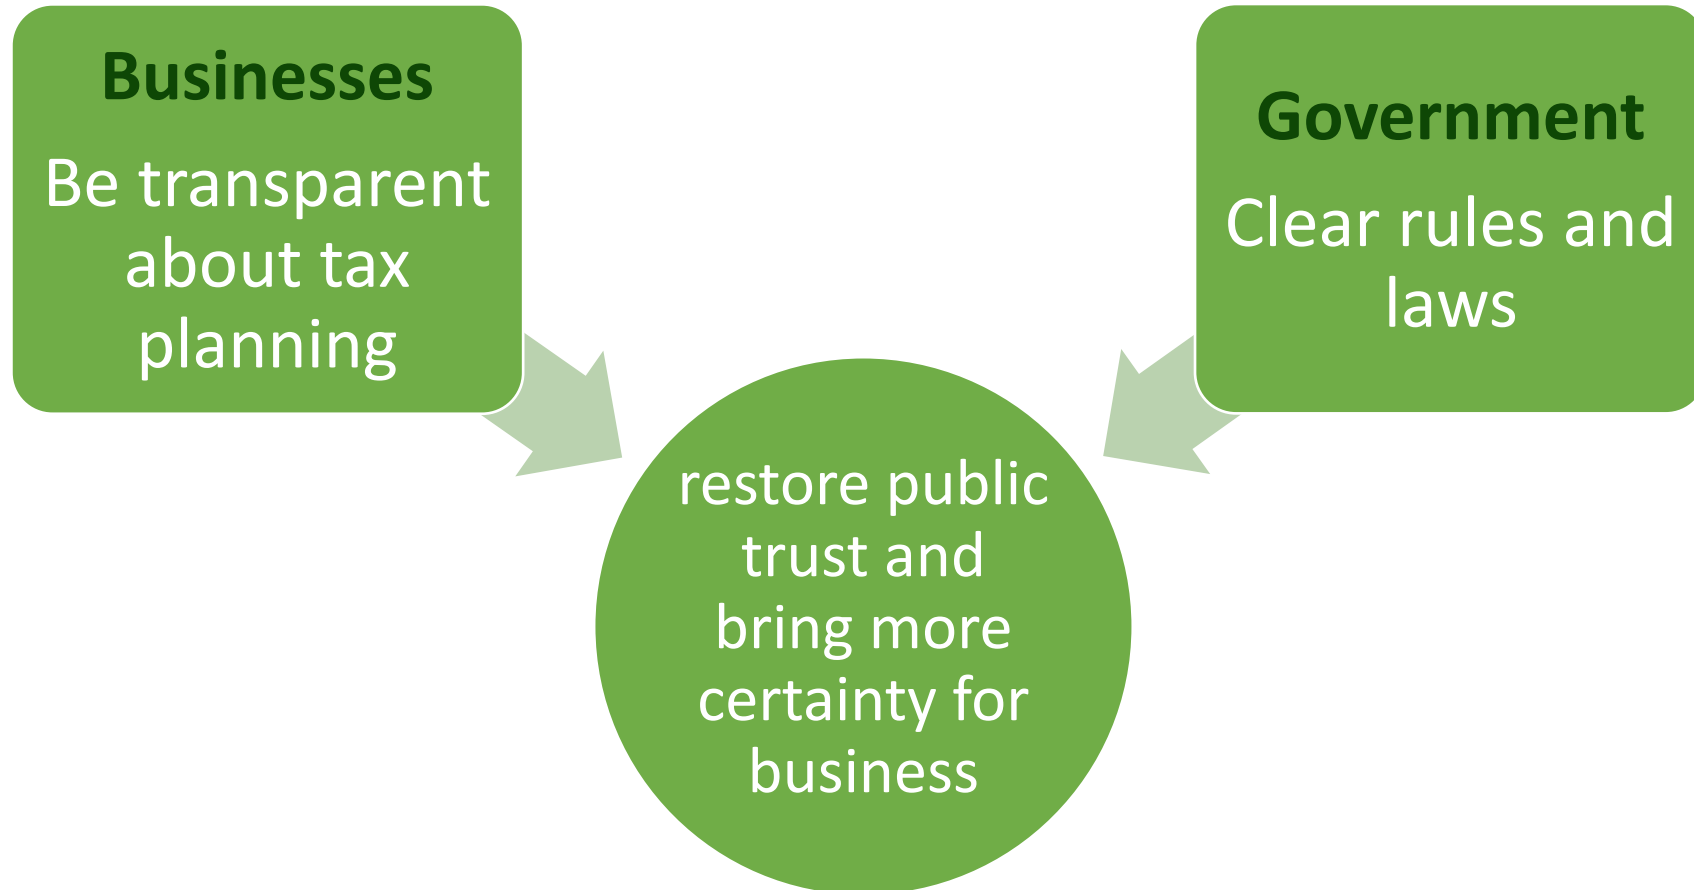 Businesses
Be transparent
about tax
planning
Government
Clear rules and
laws
restore public
trust and
bring more
certainty for
business